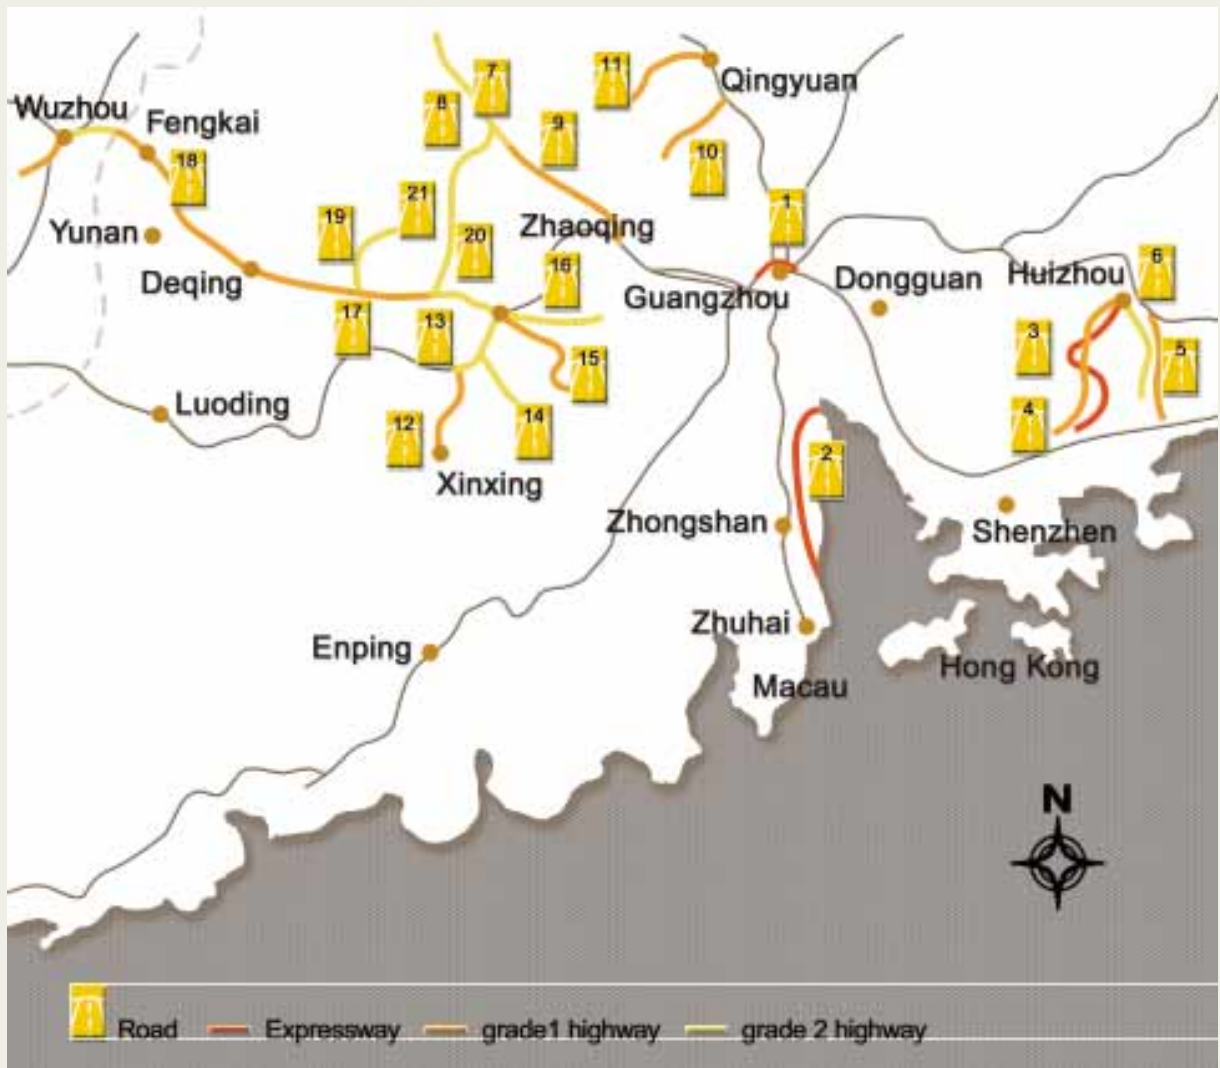 7
11
Qingyuan
8
Wuzhou
Fengkai
9
10
18
1
21
19
Yunan
20
Zhaoqing
6
16
Deqing
Guangzhou
Dongguan
Huizhou
17
13
3
5
15
Luoding
4
12
14
2
Xinxing
Zhongshan
Shenzhen
Zhuhai
Enping
Hong Kong
Macau
N
Road Expressway grade1 highway grade 2 highway